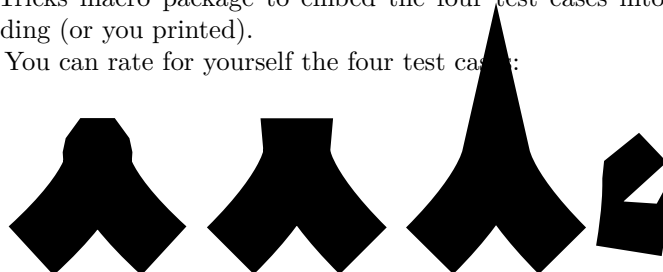 Tricks macro package to embed the four test cases into
ding (or you printed).
You can rate for yourself the four test cases: